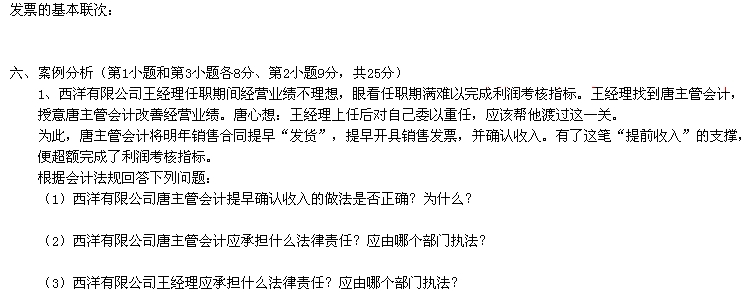 发票的基本联次：
六、案例分析（第1小题和第3小题各8分、第2小题9分，共25分）
1、西洋有限公司王经理任职期间经营业绩不理想，眼看任职期满难以完成利润考核指标。王经理找到唐主管会计，
授意唐主管会计改善经营业绩。唐心想：王经理上任后对自己委以重任，应该帮他渡过这一关。
为此，唐主管会计将明年销售合同提早“发货”，提早开具销售发票，并确认收入。有了这笔“提前收入”的支撑，
便超额完成了利润考核指标。
根据会计法规回答下列问题：
（1）西洋有限公司唐主管会计提早确认收入的做法是否正确？为什么？
（2）西洋有限公司唐主管会计应承担什么法律责任？应由哪个部门执法？
（3）西洋有限公司王经理应承担什么法律责任？应由哪个部门执法？